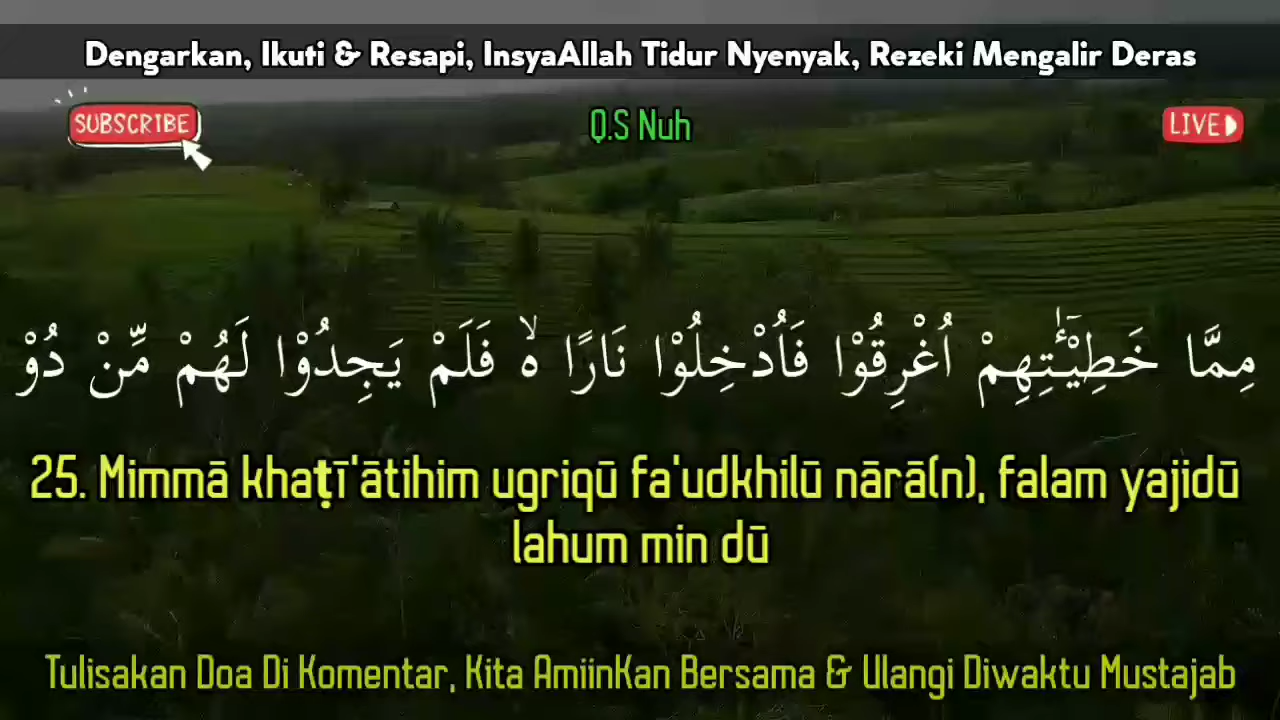 Dengarkan, Ikuti & Resapi, InsyaAllah Tidur Nyenyak, Rezeki Mengalir Deras
SUBSCRIBE
Q.S Nuh
LIVE
مِمَّا خَطِيْۤـٰٔتِهِمْ اُغْرِقُوْا فَاُدْخِلُوْا نَارًا ەۙ فَلَمْ يَجِدُوْا لَهُمْ مِّنْ دُوْ
25. Mimmā khaṭī'ātihim ugriqū fa'udkhilū nārā(n), falam yajidū
lahum min dū
Tulisakan Doa Di Komentar, Kita AmiinKan Bersama & Ulangi Diwaktu Mustajab